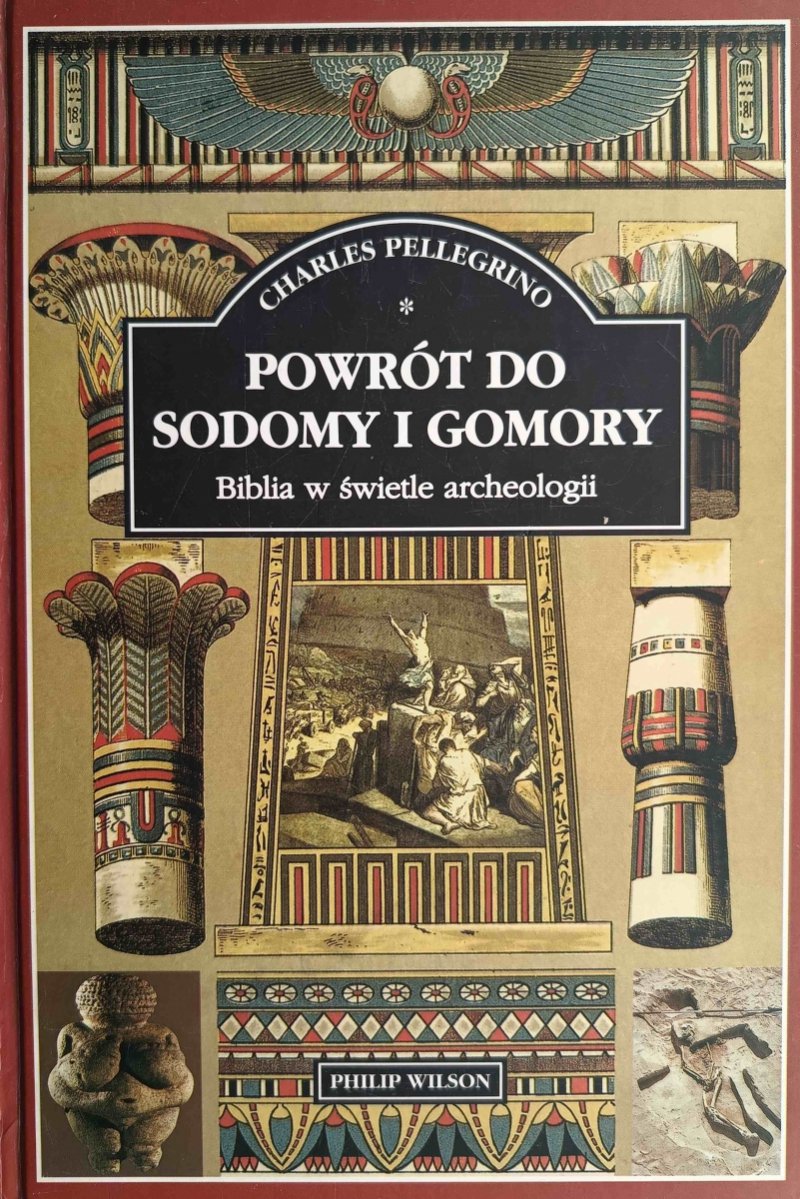 CHARLES PELLEGRINO
*
POWRÓT DO
SODOMY I GOMORY
Biblia w świetle archeologii
PHILIP WILSON